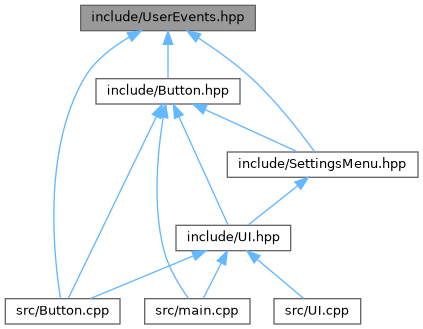 include/UserEvents.hpp
include/Button.hpp
include/SettingsMenu.hpp
include/UI.hpp
src/Button.cpp
src/main.cpp
src/UI.cpp